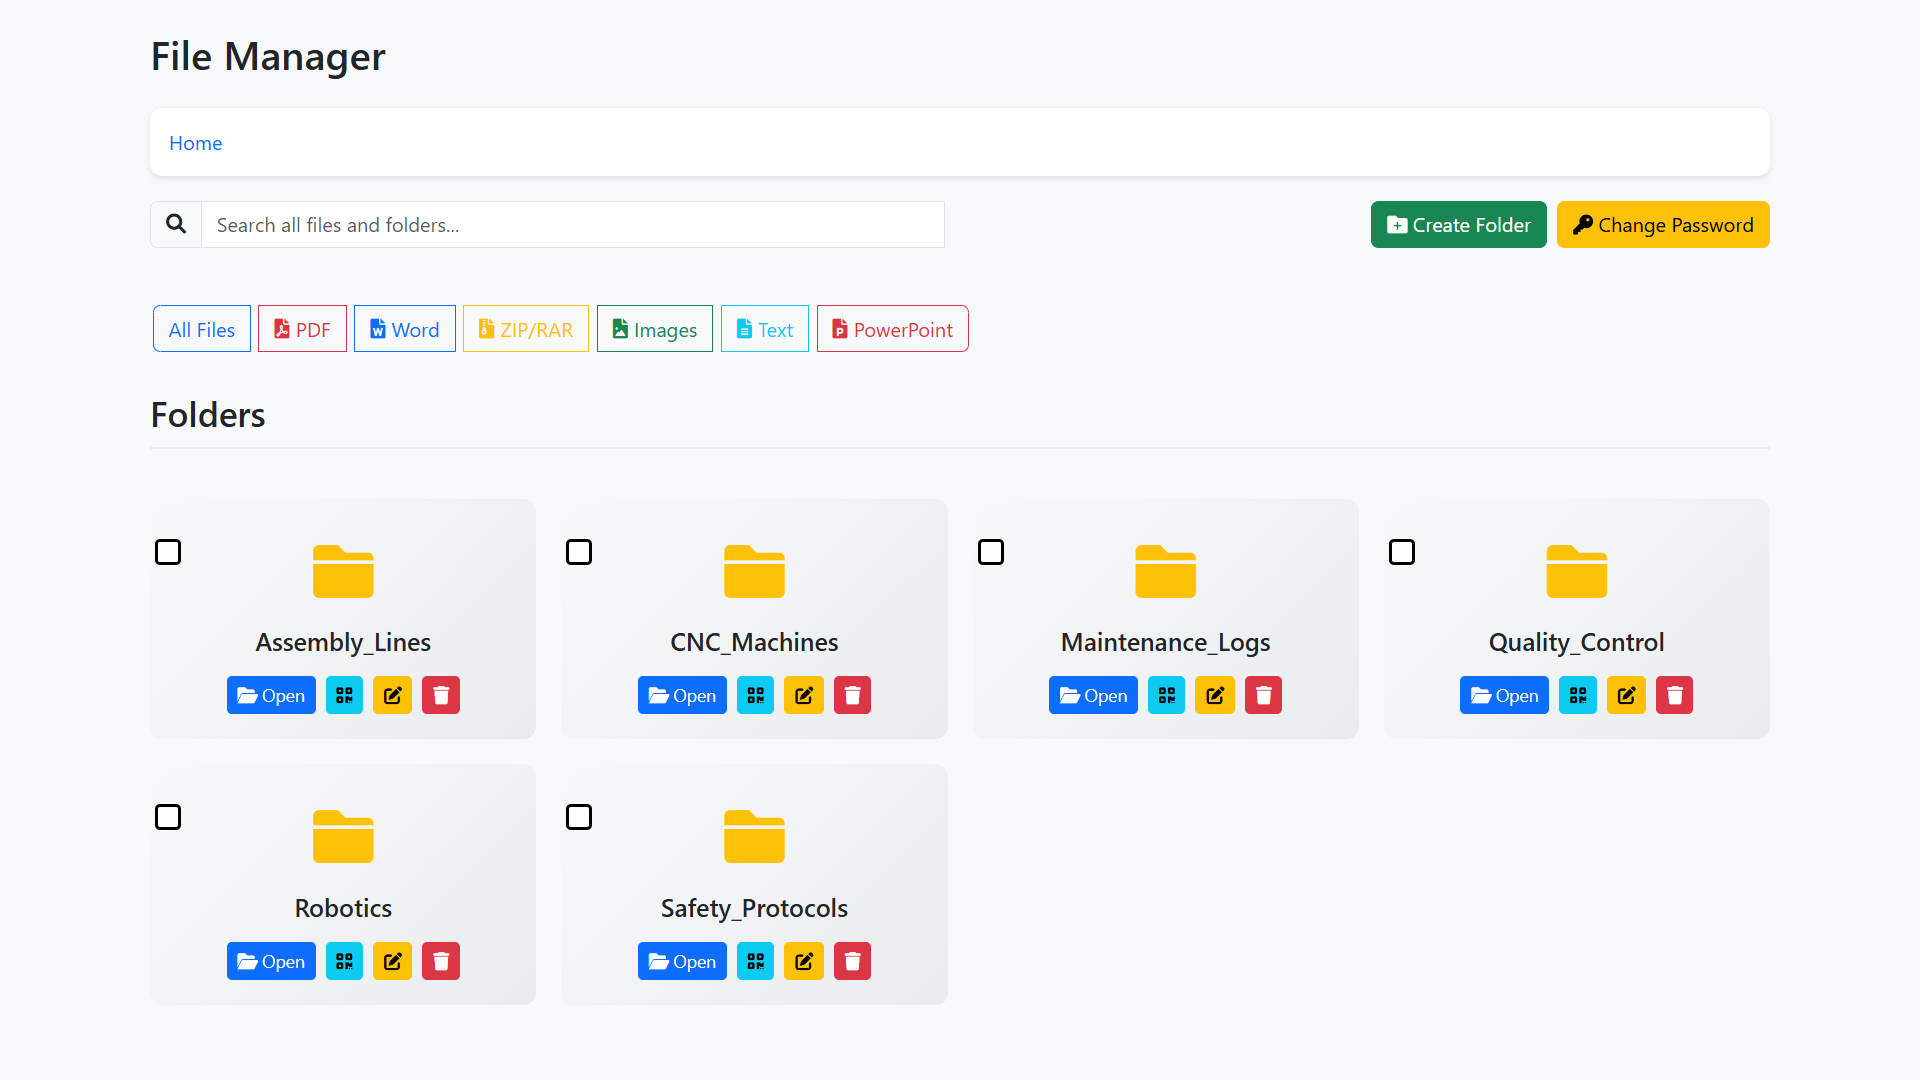 File Manager
Home
Search all files and folders...
Create Folder
Change Password
All Files
PDF
Word
ZIP/RAR
Images
Text
PowerPoint
Folders
Assembly_Lines
CNC_Machines
Maintenance_Logs
Quality_Control
Open
Open
Open
Open
Robotics
Safety_Protocols
Open
Open